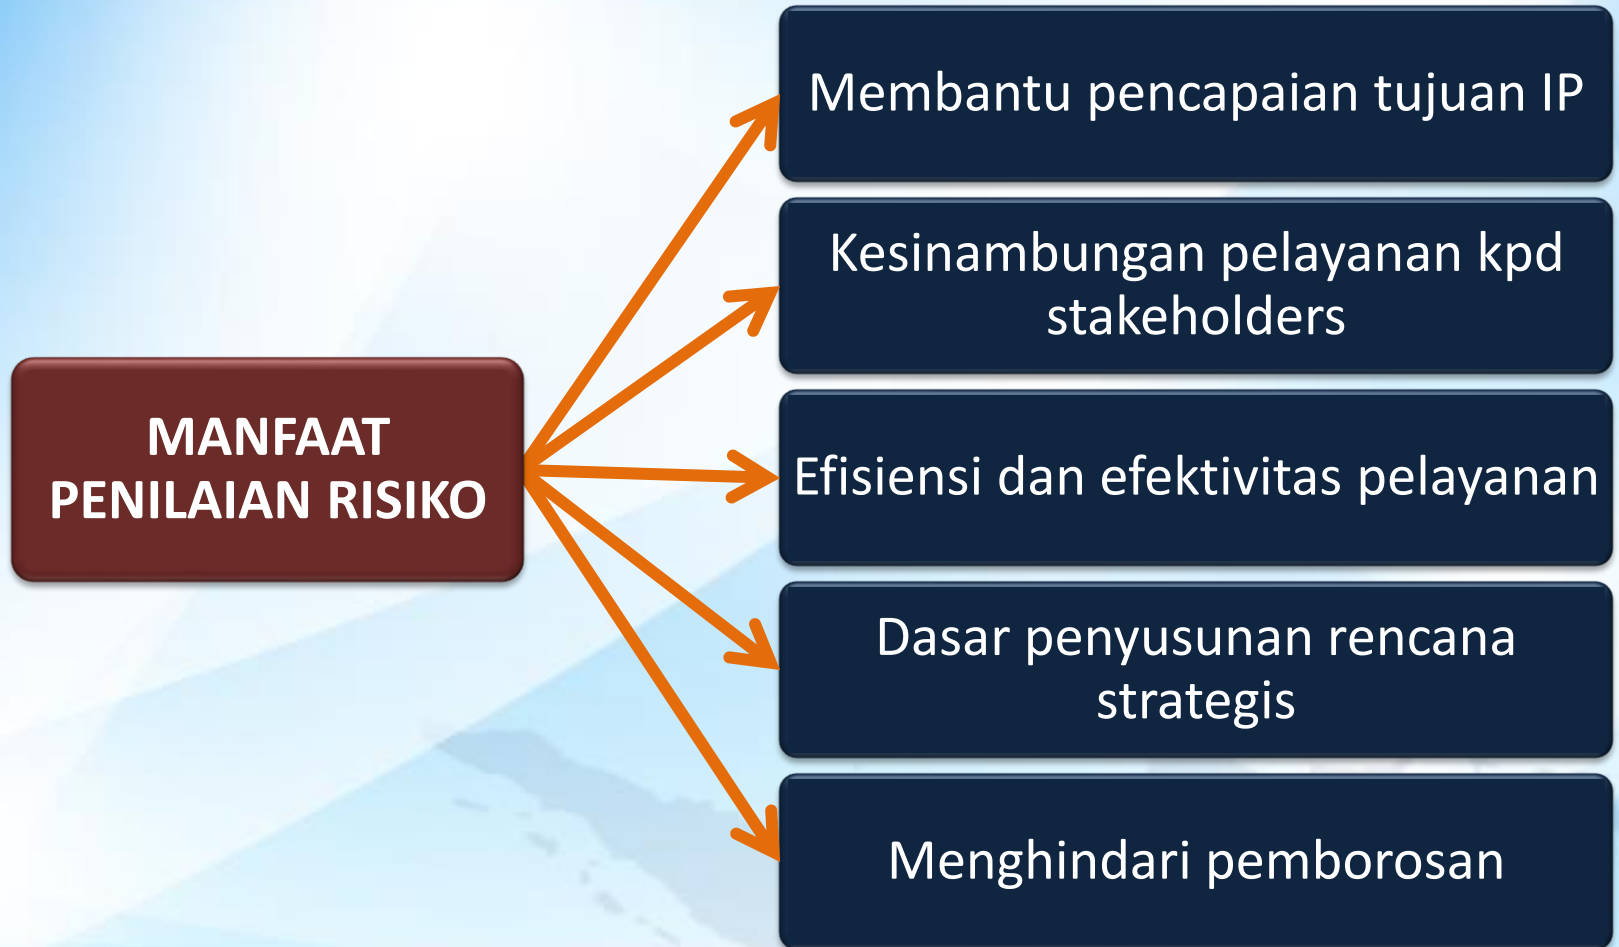 MANFAAT
PENILAIAN RISIKO
Membantu pencapaian tujuan IP
Kesinambungan pelayanan kpd
stakeholders
Efisiensi dan efektivitas pelayanan
Dasar penyusunan rencana
strategis
Menghindari pemborosan